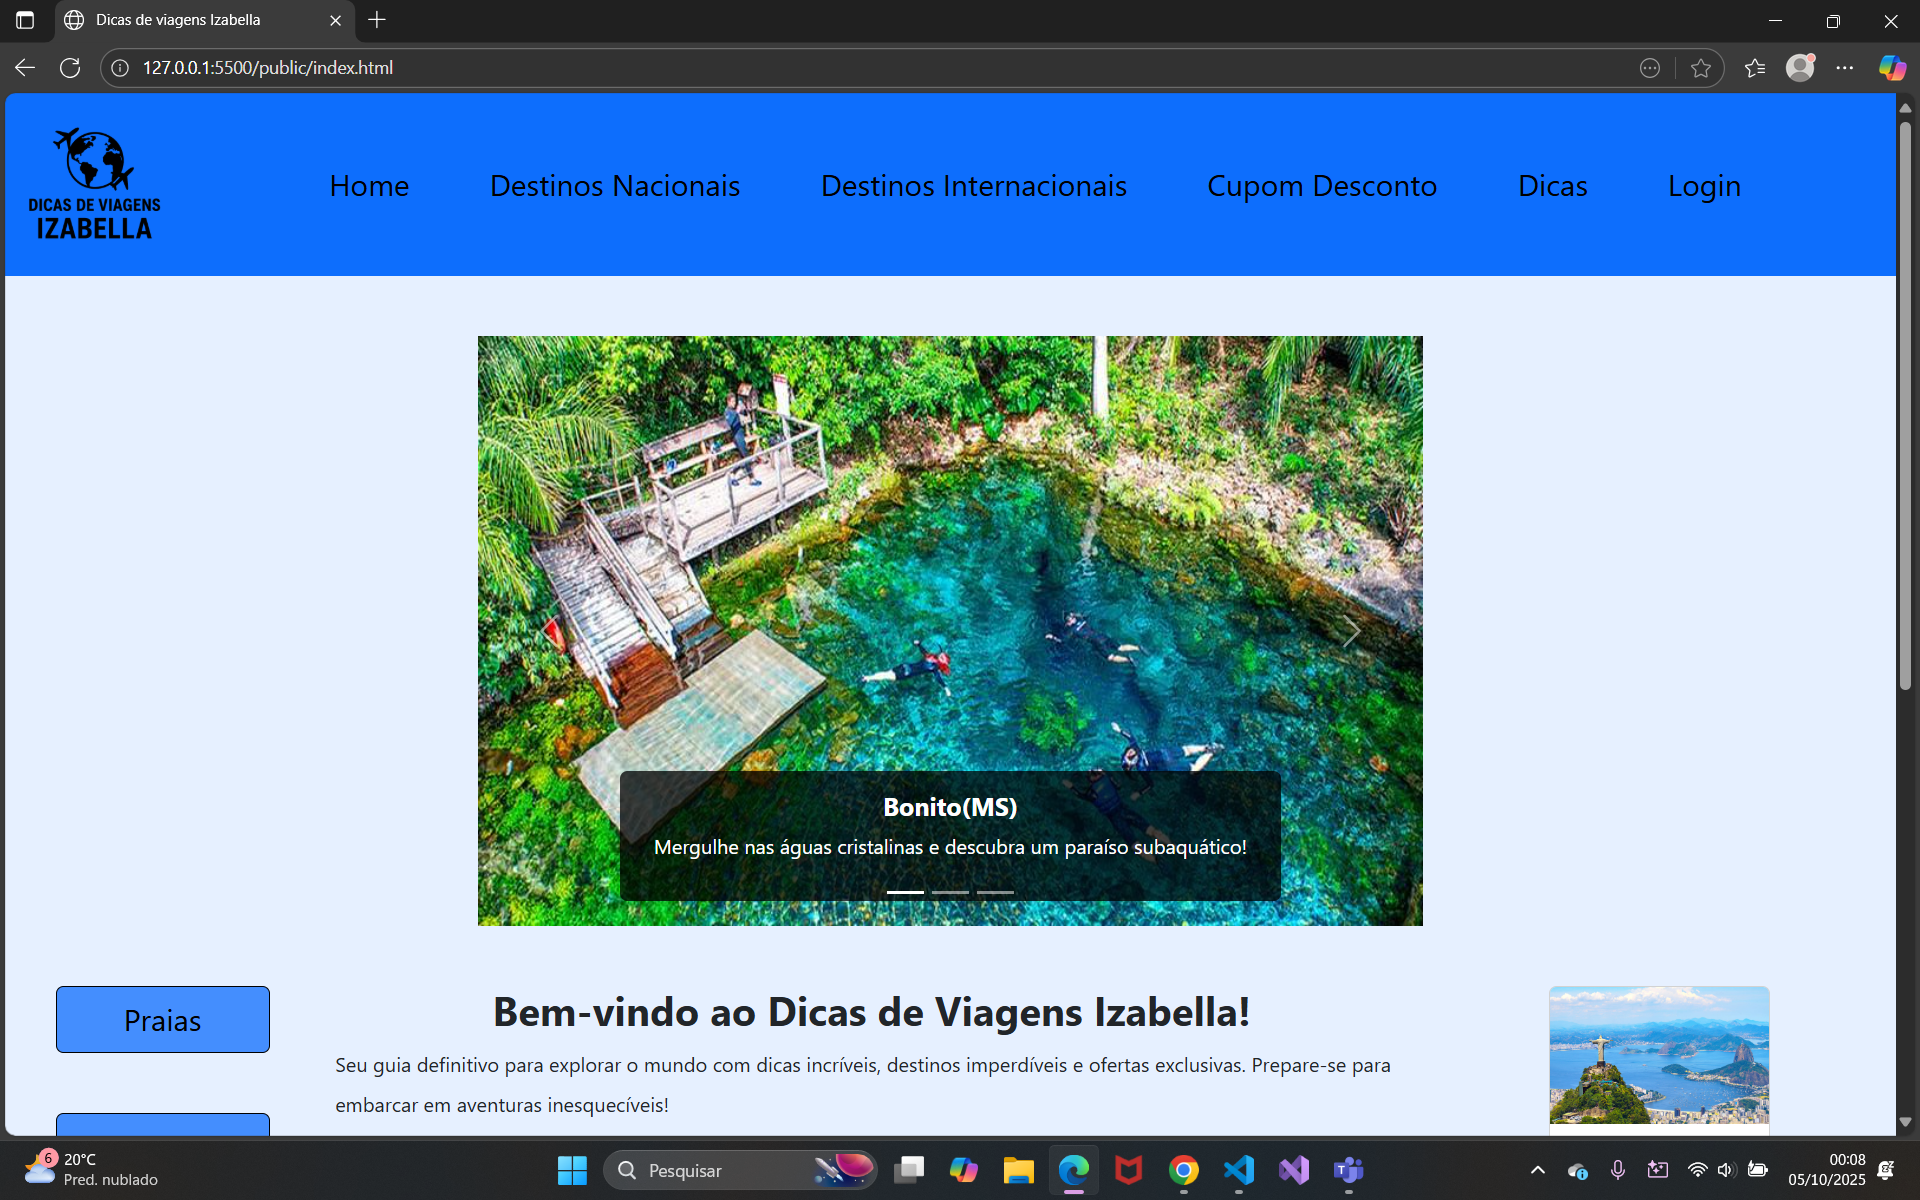 Dicas de viagens Izabella
127.0.0.1:5500/public/index.html
DICAS DE VIAGENS
IZABELLA
Home
Destinos Nacionais
Destinos Internacionais
Cupom Desconto
Dicas
Login
Bonito(MS)
Mergulhe nas águas cristalinas e descubra um paraíso subaquático!
Praias
Bem-vindo ao Dicas de Viagens Izabella!
Seu guia definitivo para explorar o mundo com dicas incríveis, destinos imperdíveis e ofertas exclusivas. Prepare-se para
embarcar em aventuras inesquecíveis!
6
20°C
Pred. nublado
Pesquisar
00:08
05/10/2025